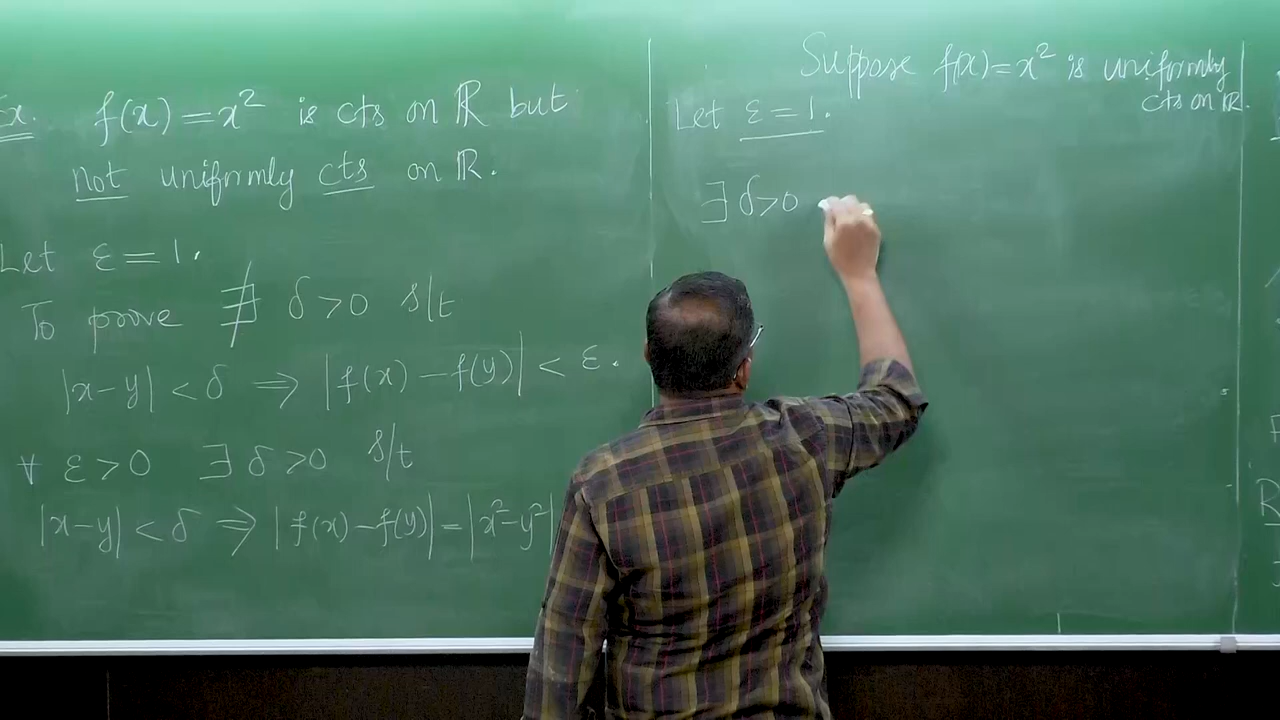 Ex. f(x) = x² is cts on ℝ but
not uniformly cts on ℝ.
Let ε = 1.
To prove ∄ δ > 0 s/t
|x-y| < δ ⇒ |f(x) - f(y)| < ε.
∀ ε > 0 ∃ δ > 0 s/t
|x-y| < δ ⇒ |f(x) - f(y)| = |x² - y²|
Suppose f(x) = x² is uniformly
cts on ℝ.
Let ε = 1.
∃ δ > 0